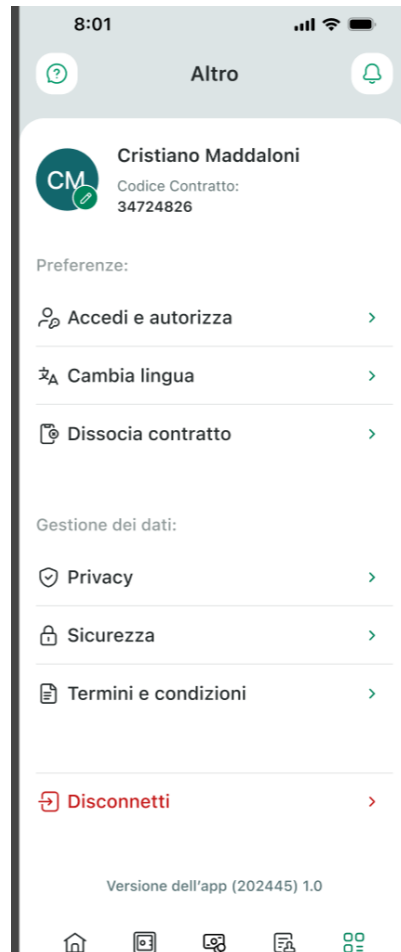 8:01
Altro
CM
Cristiano Maddaloni
Codice Contratto:
34724826
Preferenze:
Accedi e autorizza
Cambia lingua
Dissocia contratto
Gestione dei dati:
Privacy
Sicurezza
Termini e condizioni
Disconnetti
Versione dell'app (202445) 1.0